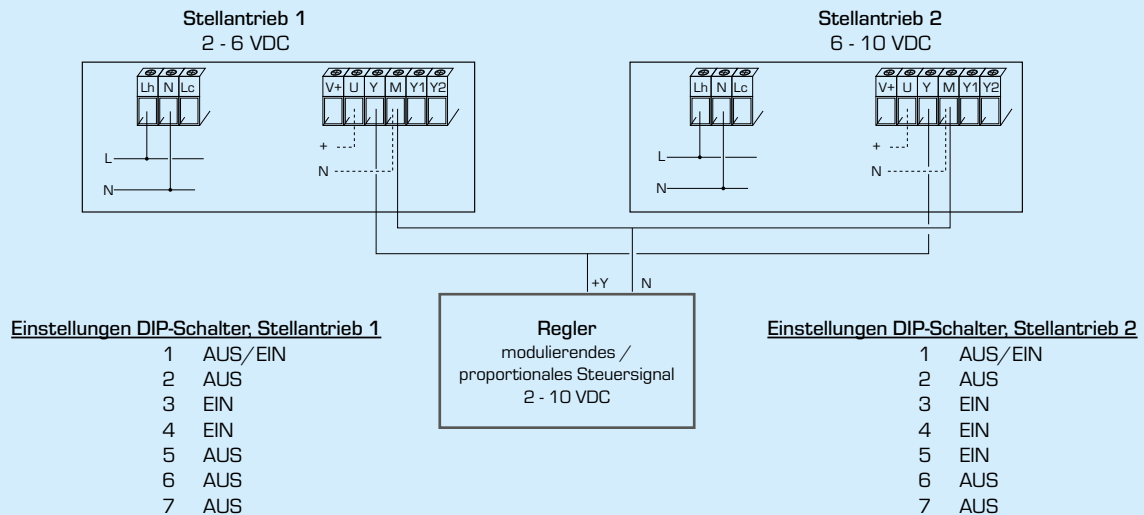 Stellantrieb 1
2 - 6 VDC
Lh N Lc
V+ U Y M Y1 Y2
+
N
L
N
Stellantrieb 2
6 - 10 VDC
Lh N Lc
V+ U Y M Y1 Y2
+
N
L
N
+Y N
Regler
modulierendes /
proportionales Steuersignal
2 - 10 VDC
Einstellungen DIP-Schalter, Stellantrieb 1
1 AUS/EIN
2 AUS
3 EIN
4 EIN
5 AUS
6 AUS
7 AUS
Einstellungen DIP-Schalter, Stellantrieb 2
1 AUS/EIN
2 AUS
3 EIN
4 EIN
5 EIN
6 AUS
7 AUS